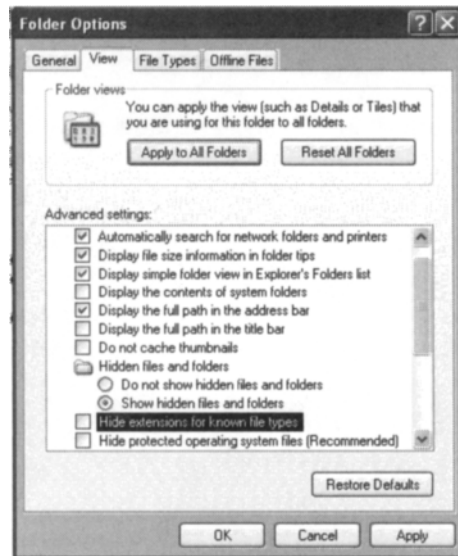 Folder Options
General View File Types Offline Files
Folder views
You can apply the view (such as Details or Tiles) that
you are using for this folder to all folders.
Apply to All Folders Reset All Folders
Advanced settings:
Automatically search for network folders and printers
Display file size information in folder tips
Display simple folder view in Explorer's Folders list
Display the contents of system folders
Display the full path in the address bar
Display the full path in the title bar
Do not cache thumbnails
Hidden files and folders
Do not show hidden files and folders
Show hidden files and folders
Hide extensions for known file types
Hide protected operating system files (Recommended)
Restore Defaults
OK Cancel Apply